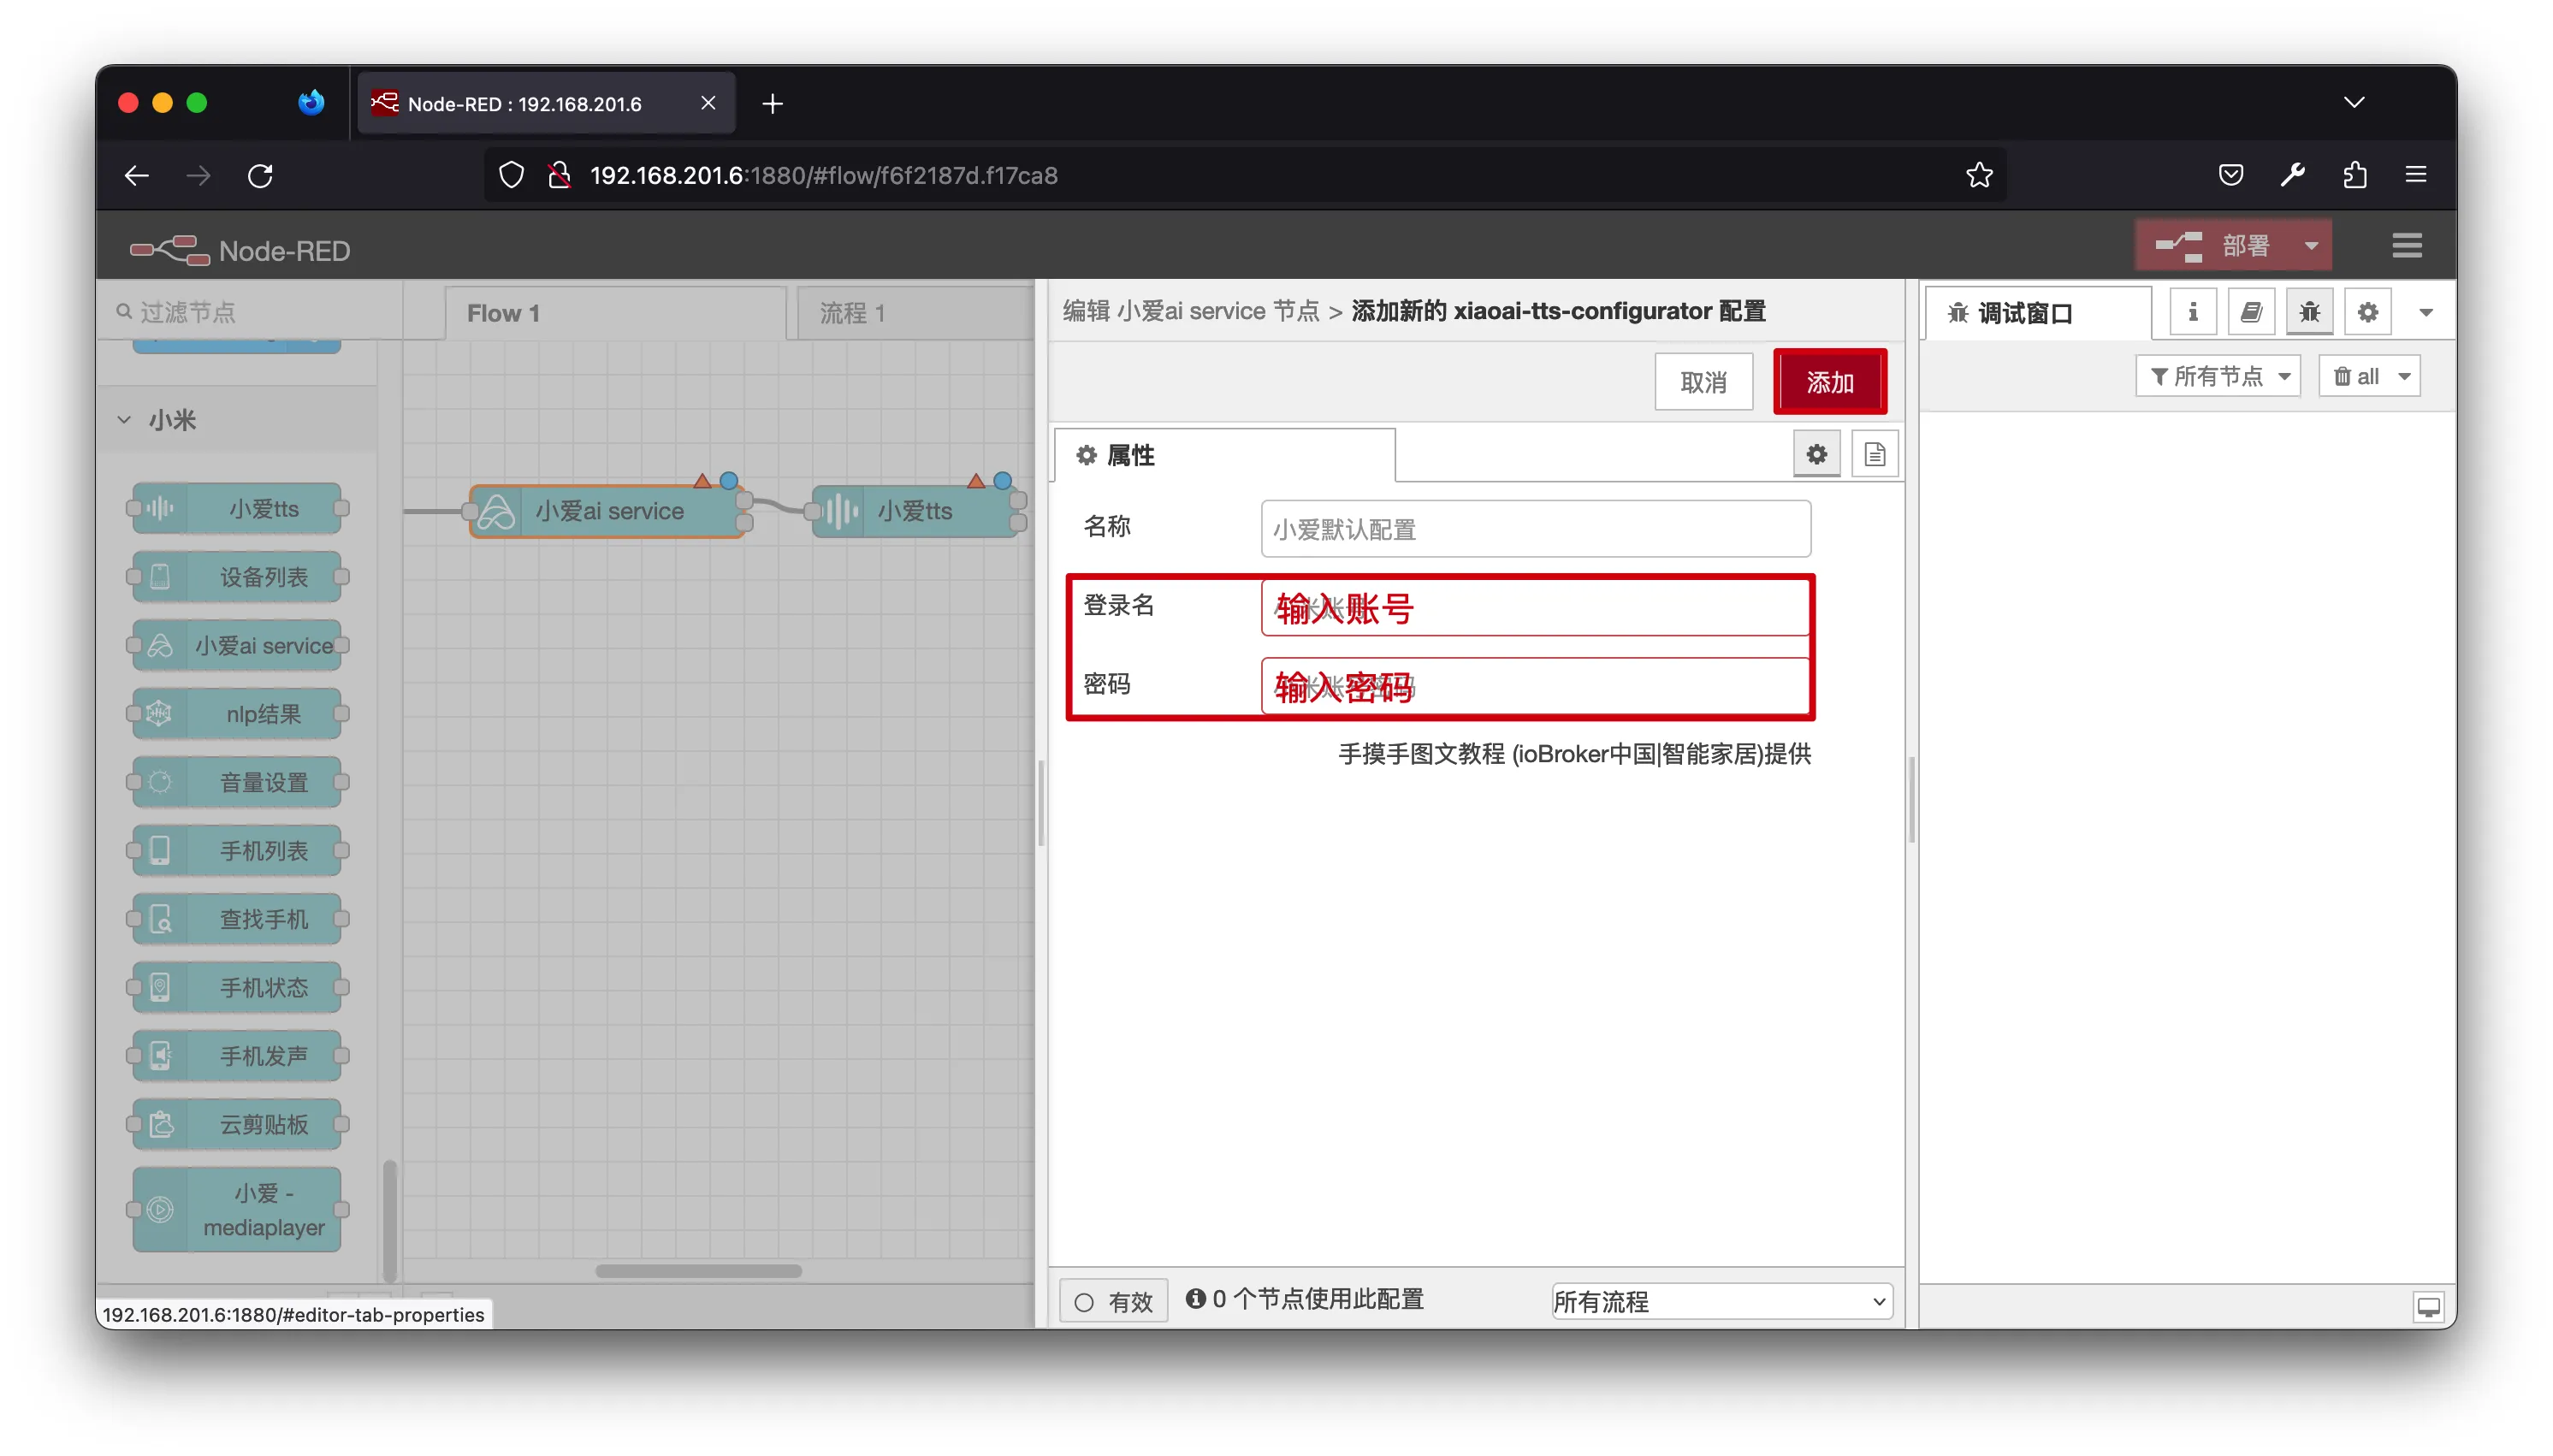 Node-RED : 192.168.201.6
192.168.201.6:1880/#flow/f6f2187d.f17ca8
Node-RED
部署
过滤节点
Flow 1
流程 1
编辑 小爱ai service 节点 > 添加新的 xiaoai-tts-configurator 配置
调试窗口
取消
添加
所有节点
all
小米
属性
小爱tts
设备列表
小爱ai service
nlp结果
音量设置
手机列表
查找手机
手机状态
手机发声
云剪贴板
小爱 -
mediaplayer
小爱ai service
小爱tts
名称
小爱默认配置
登录名
输入账号
密码
输入密码
手摸手图文教程 (ioBroker中国|智能家居)提供
有效
0 个节点使用此配置
所有流程
192.168.201.6:1880/#editor-tab-properties